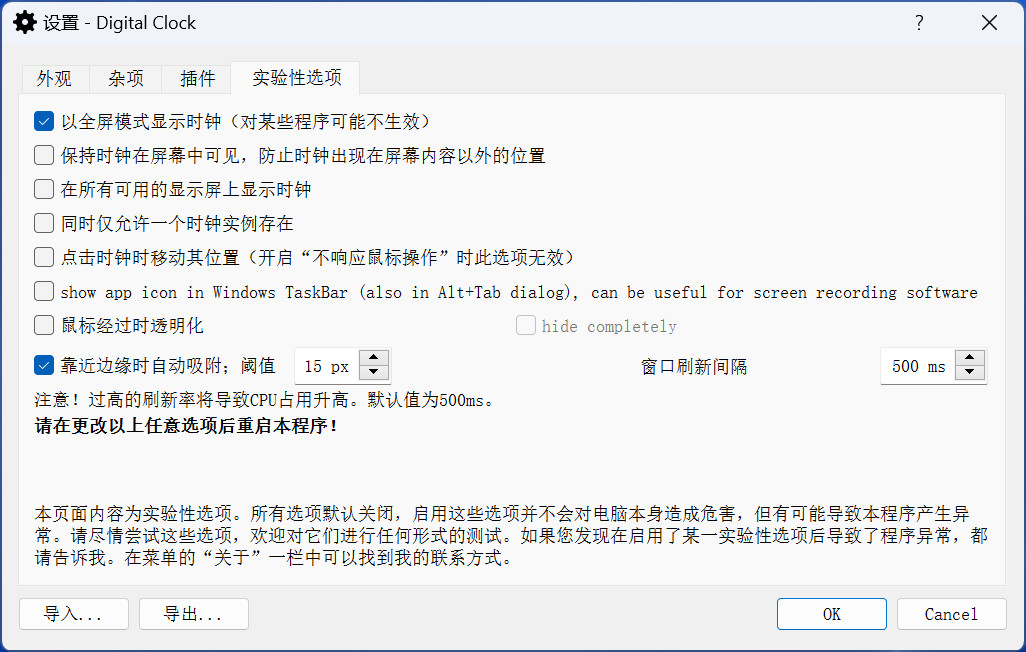 设置 - Digital Clock
?
外观 杂项 插件 实验性选项
以全屏模式显示时钟（对某些程序可能不生效）
保持时钟在屏幕中可见，防止时钟出现在屏幕内容以外的位置
在所有可用的显示屏上显示时钟
同时仅允许一个时钟实例存在
点击时钟时移动其位置（开启“不响应鼠标操作”时此选项无效）
show app icon in Windows TaskBar (also in Alt+Tab dialog), can be useful for screen recording software
鼠标经过时透明化 hide completely
靠近边缘时自动吸附；阈值 15 px 窗口刷新间隔 500 ms
注意！过高的刷新率将导致CPU占用升高。默认值为500ms。
请在更改以上任意选项后重启本程序！
本页面内容为实验性选项。所有选项默认关闭，启用这些选项并不会对电脑本身造成危害，但有可能导致本程序产生异
常。请尽情尝试这些选项，欢迎对它们进行任何形式的测试。如果您发现在启用了某一实验性选项后导致了程序异常，都
请告诉我。在菜单的“关于”一栏中可以找到我的联系方式。
导入... 导出... OK Cancel